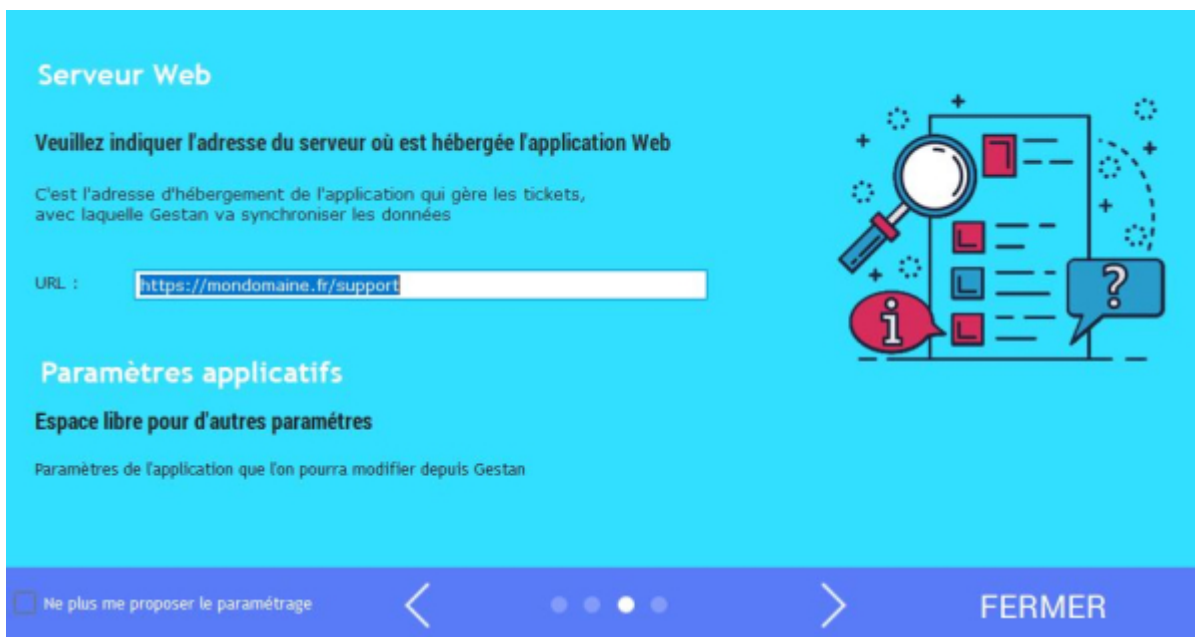 Serveur Web
Veuillez indiquer l'adresse du serveur où est hébergée l'application Web
C'est l'adresse d'hébergement de l'application qui gère les tickets,
avec laquelle Gestan va synchroniser les données
URL :
https://mondomaine.fr/support
Paramètres applicatifs
Espace libre pour d'autres paramétres
Paramètres de l'application que l'on pourra modifier depuis Gestan
Ne plus me proposer le paramétrage
FERMER